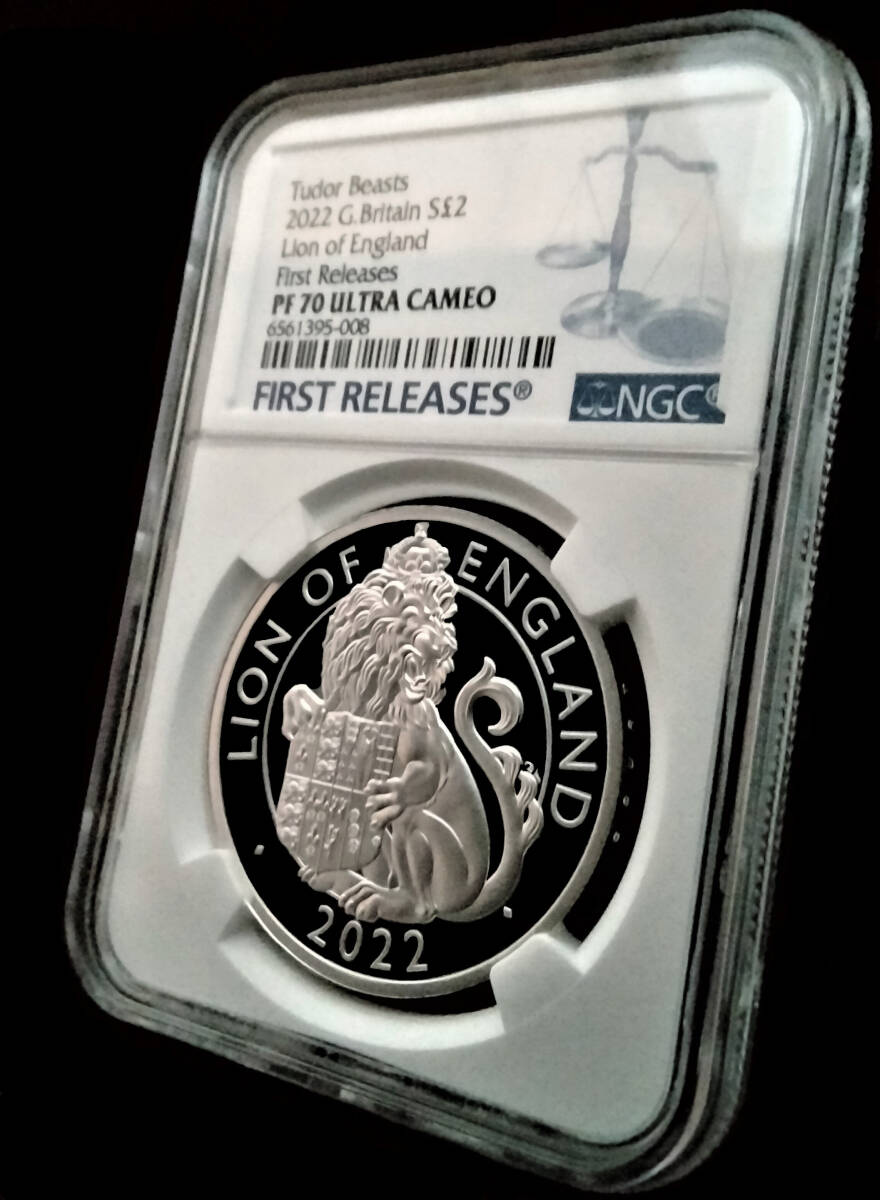 Tudor Beasts
2022 G.Britain S£2
Lion of England
First Releases
PF 70 ULTRA CAMEO
6561395-008
FIRST RELEASES®
NGC®
LION OF ENGLAND
2022